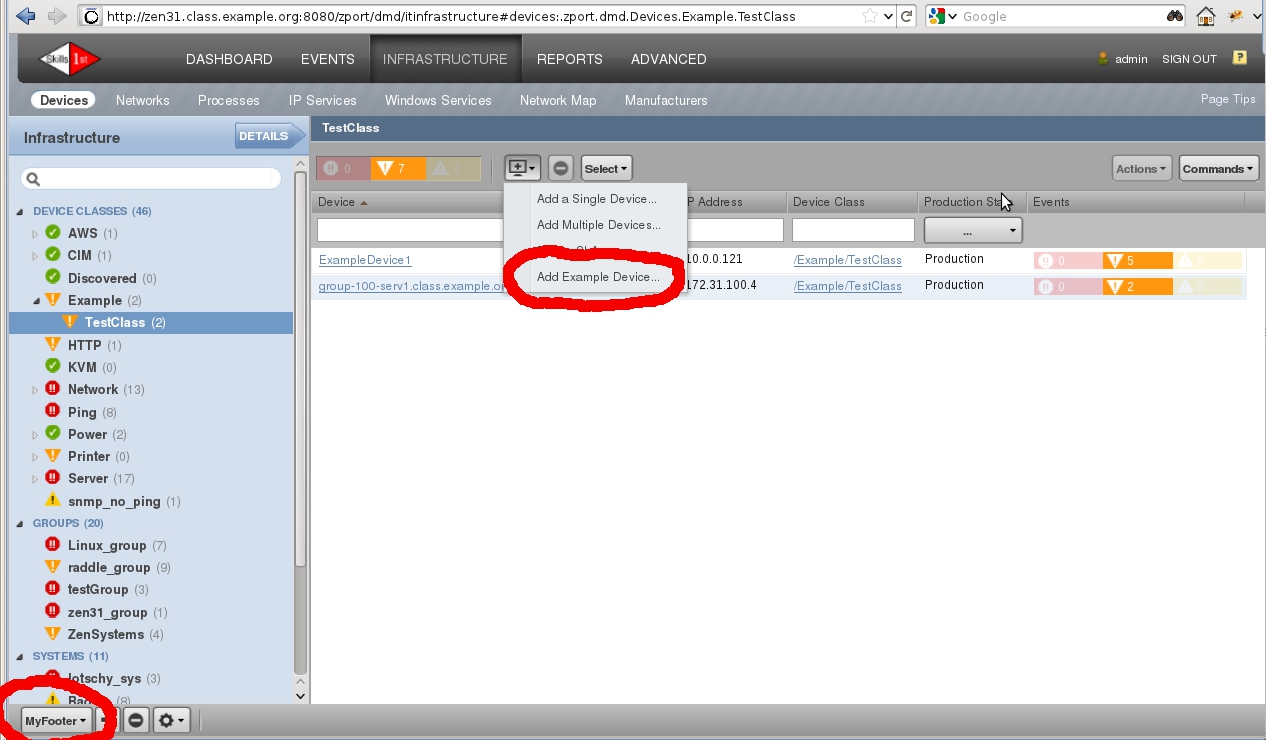 http://zen31.class.example.org:8080/zport/dmd/itinfrastructure#devices:.zport.dmd.Devices.Example.TestClass
Google
Skills 1st
DASHBOARD EVENTS INFRASTRUCTURE REPORTS ADVANCED
admin SIGN OUT ?
Devices Networks Processes IP Services Windows Services Network Map Manufacturers
Page Tips
Infrastructure DETAILS
TestClass
0 7 0
Select
Actions Commands
Add a Single Device...
Add Multiple Devices...
Add Example Device...
Device IP Address Device Class Production Events
...
ExampleDevice1 10.0.0.121 /Example/TestClass Production 0 5 0
group-100-serv1.class.example.or 172.31.100.4 /Example/TestClass Production 0 2 0
DEVICE CLASSES (46)
AWS (1)
CIM (1)
Discovered (0)
Example (2)
TestClass (2)
HTTP (1)
KVM (0)
Network (13)
Ping (8)
Power (2)
Printer (0)
Server (17)
snmp_no_ping (1)
GROUPS (20)
Linux_group (7)
raddle_group (9)
testGroup (3)
zen31_group (1)
ZenSystems (4)
SYSTEMS (11)
lotschy_sys (3)
(8)
MyFooter